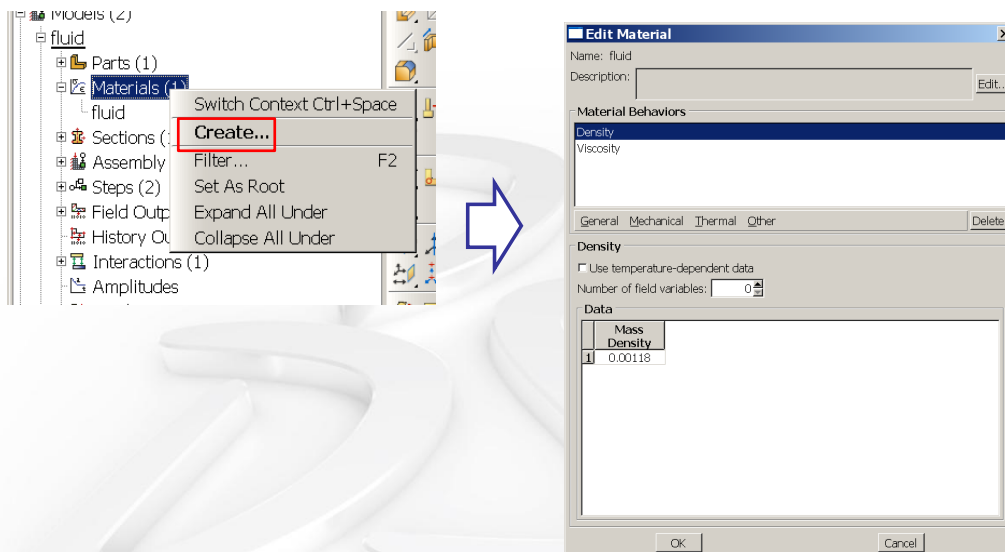 Models (2)
fluid
Parts (1)
Materials (1)
fluid
Sections (
Assembly
Steps (2)
Field Outp
History Ou
Interactions (1)
Amplitudes
Switch Context Ctrl+Space
Create...
Filter... F2
Set As Root
Expand All Under
Collapse All Under
Edit Material
Name: fluid
Description:
Edit..
Material Behaviors
Density
Viscosity
General Mechanical Thermal Other
Delete
Density
Use temperature-dependent data
Number of field variables: 0
Data
Mass
Density
1 0.00118
OK Cancel